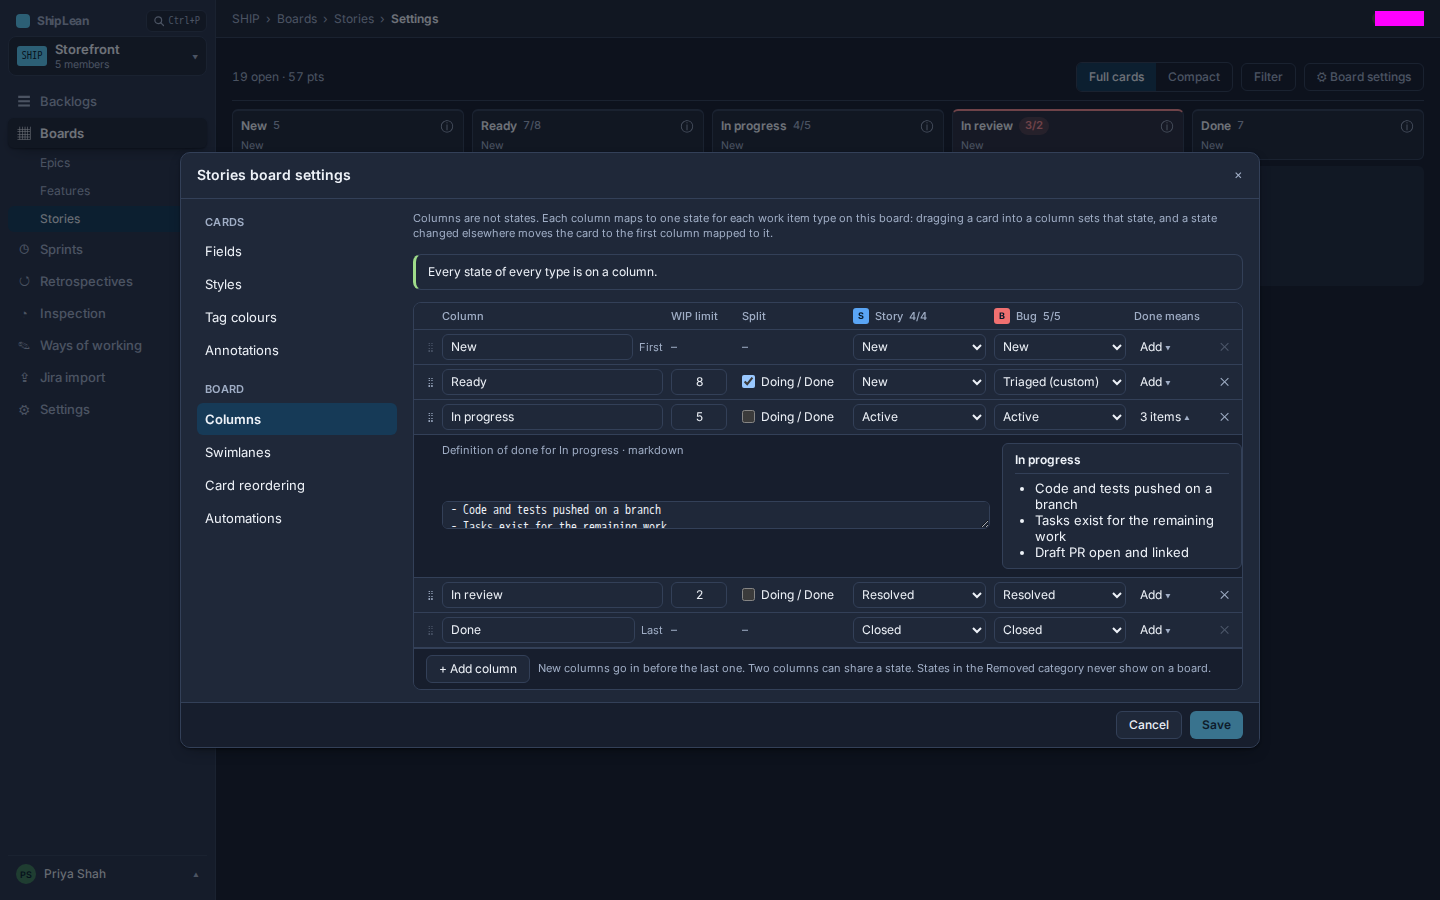 ShipLean
Ctrl+P
SHIP
Storefront
5 members
Backlogs
Boards
Epics
Features
Stories
Sprints
Retrospectives
Inspection
Ways of working
Jira import
Settings
PS
Priya Shah
SHIP › Boards › Stories › Settings
19 open · 57 pts
Full cards
Compact
Filter
Board settings
New 5
New
Ready 7/8
New
In progress 4/5
New
In review 3/2
New
Done 7
New
Stories board settings
×
CARDS
Fields
Styles
Tag colours
Annotations
BOARD
Columns
Swimlanes
Card reordering
Automations
Columns are not states. Each column maps to one state for each work item type on this board: dragging a card into a column sets that state, and a state
changed elsewhere moves the card to the first column mapped to it.
Every state of every type is on a column.
Column WIP limit Split S Story 4/4 B Bug 5/5 Done means
New First – – New New Add ×
Ready 8 Doing / Done New Triaged (custom) Add ×
In progress 5 Doing / Done Active Active 3 items ×
Definition of done for In progress · markdown
- Code and tests pushed on a branch
- Tasks exist for the remaining work
In progress
• Code and tests pushed on a
branch
• Tasks exist for the remaining
work
• Draft PR open and linked
In review 2 Doing / Done Resolved Resolved Add ×
Done Last – – Closed Closed Add ×
+ Add column
New columns go in before the last one. Two columns can share a state. States in the Removed category never show on a board.
Cancel
Save